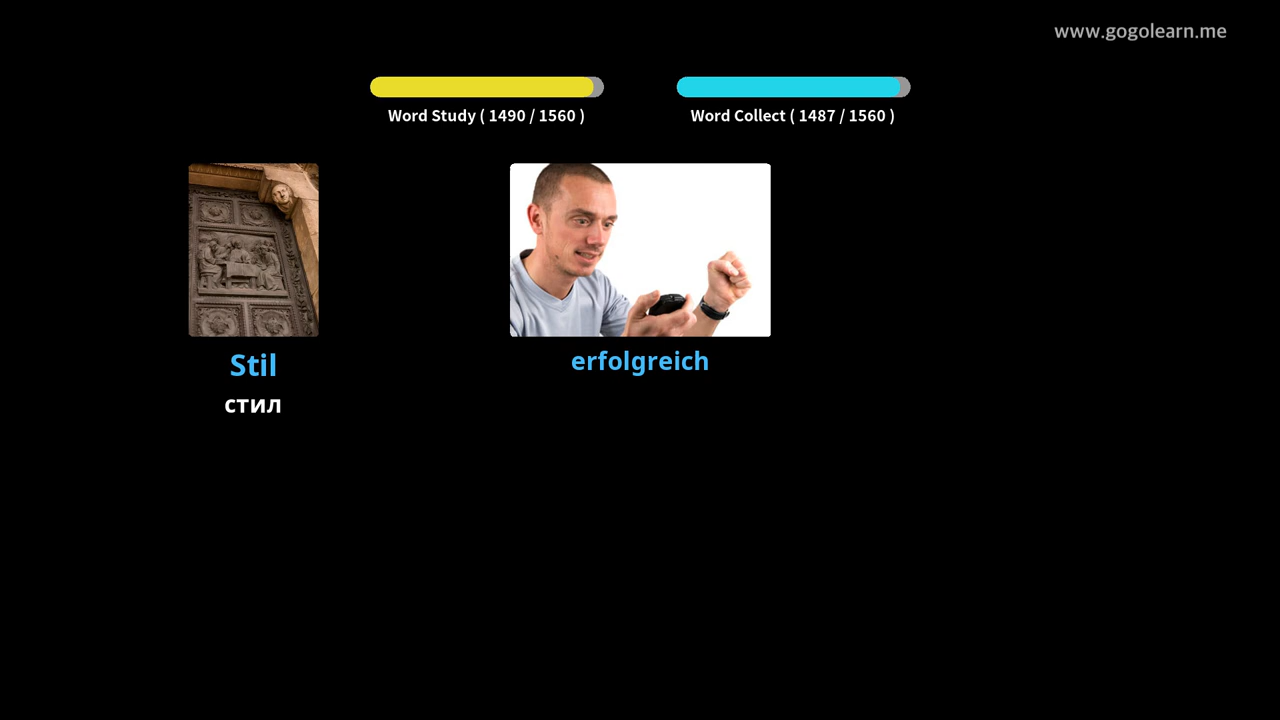 www.gogolearn.me
Word Study ( 1490 / 1560 )
Word Collect ( 1487 / 1560 )
Stil
стил
erfolgreich